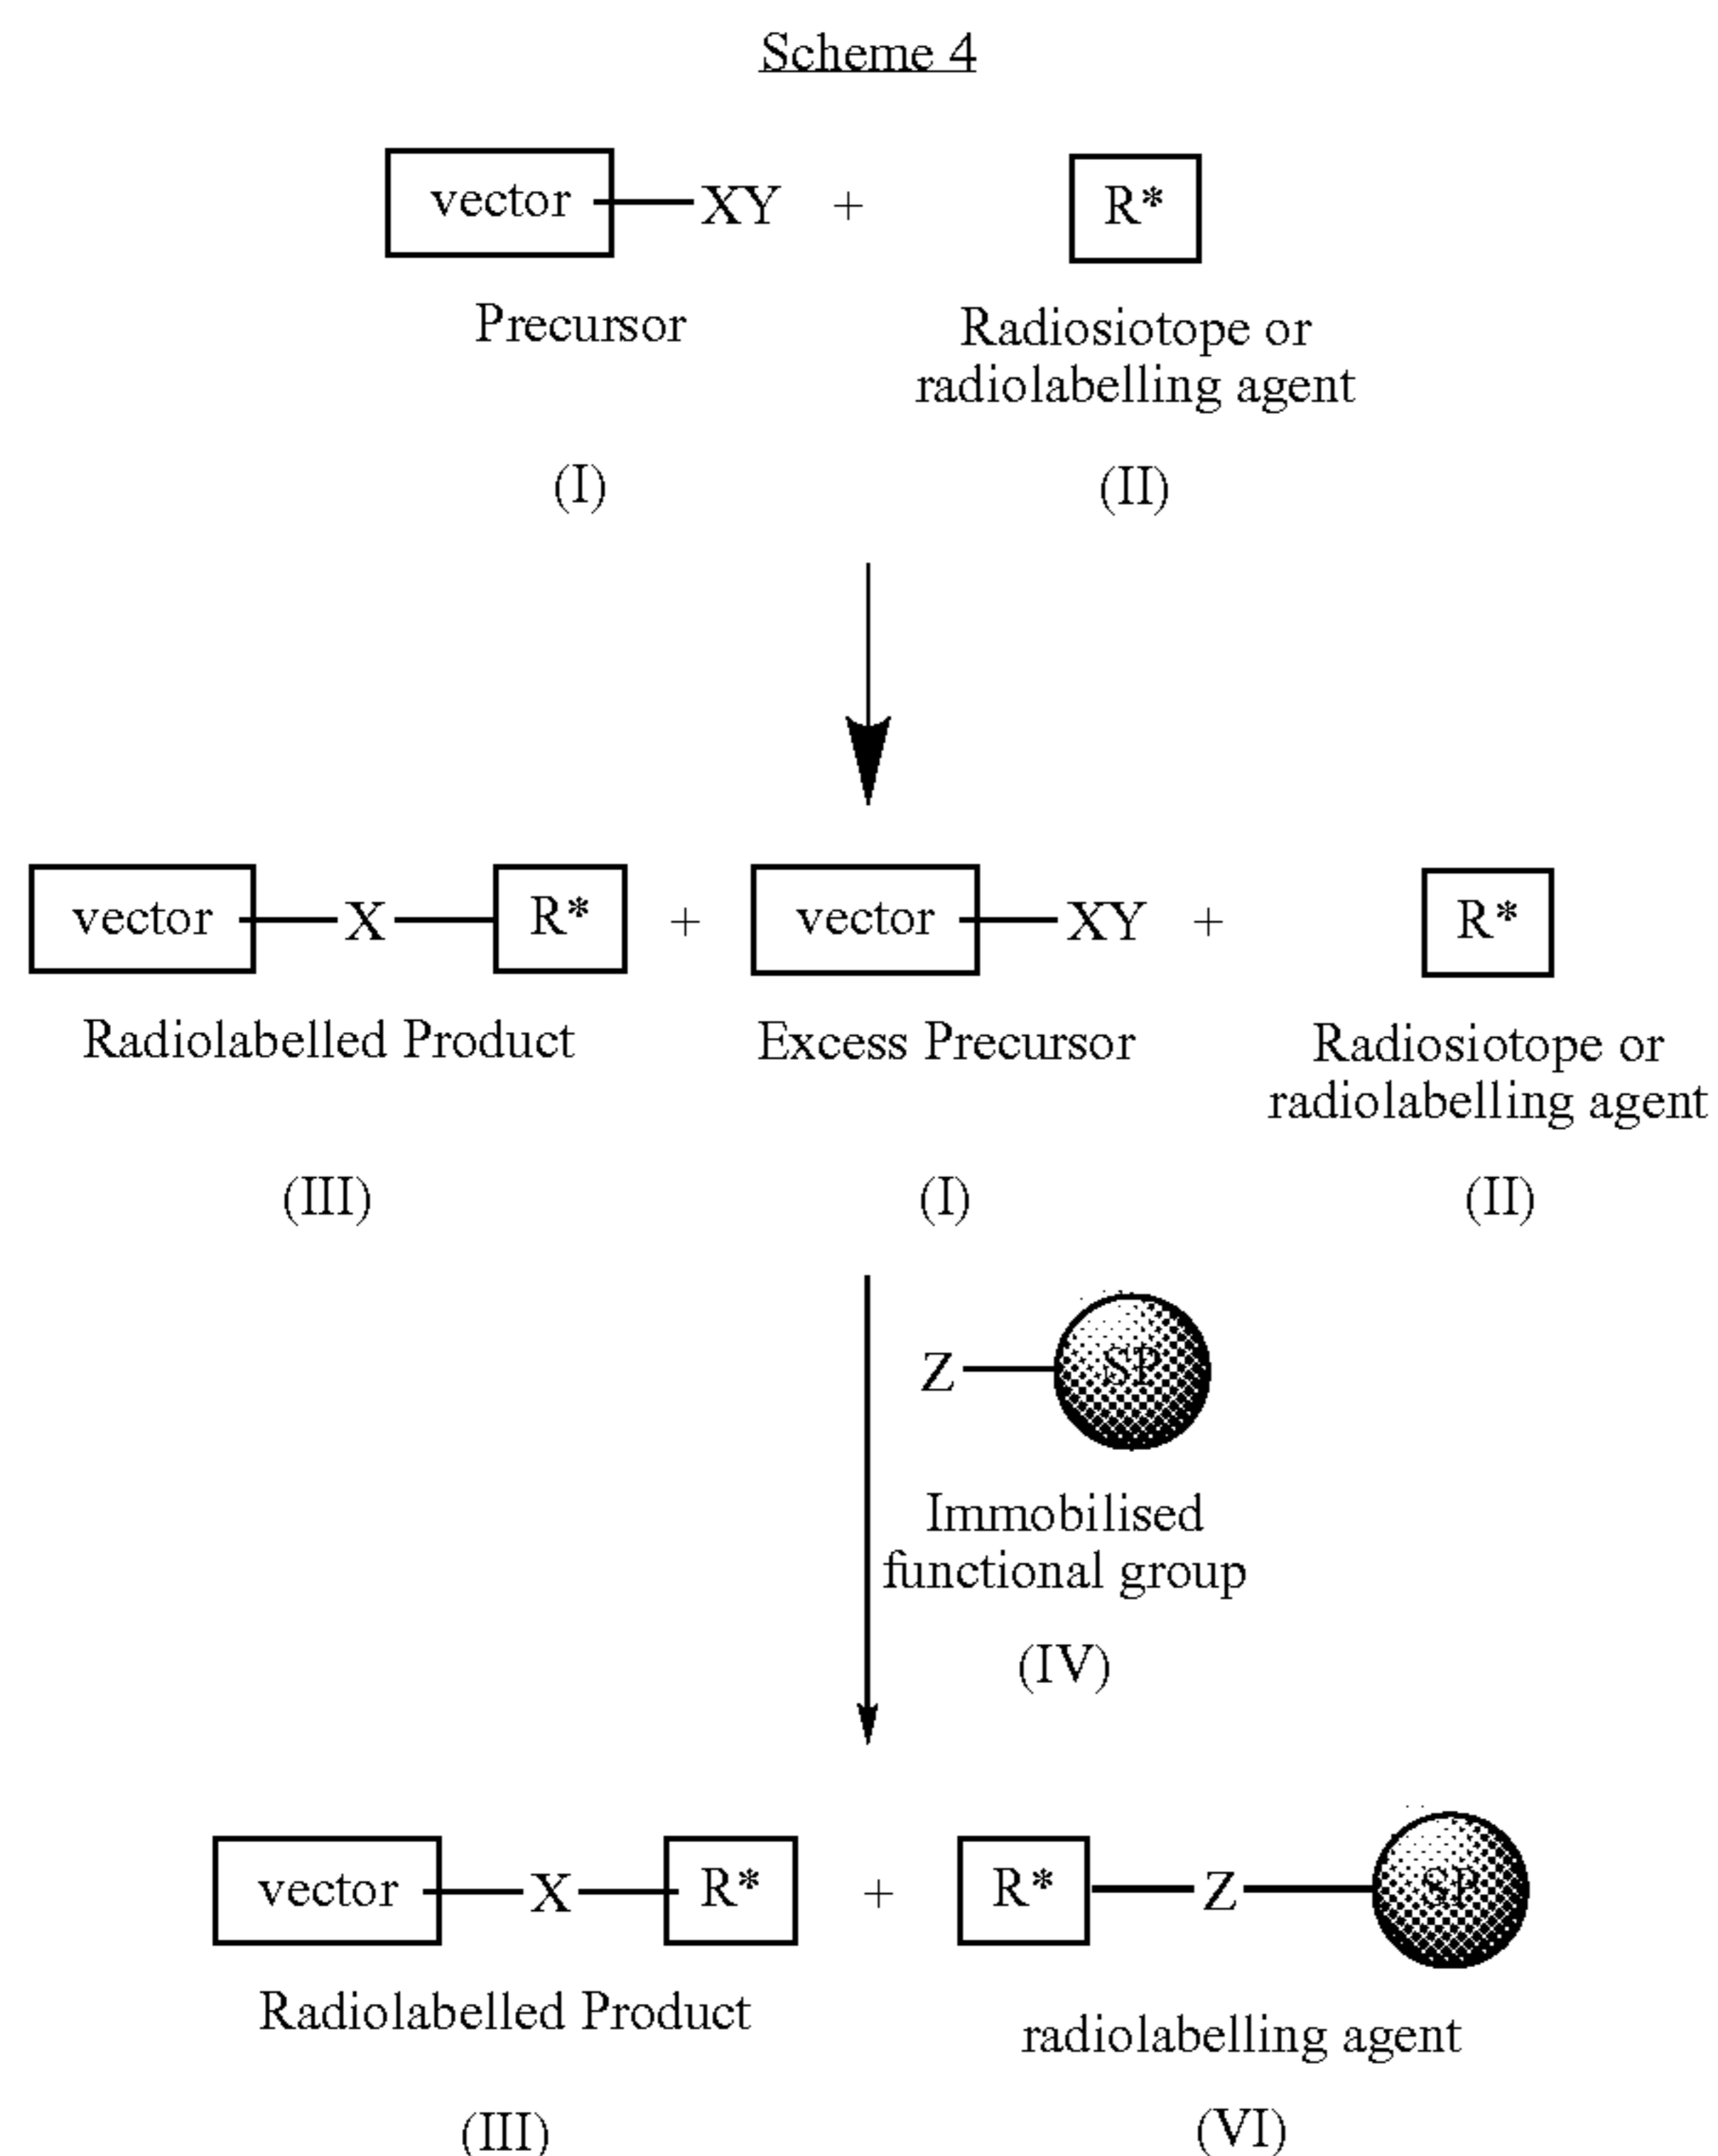 Scheme 4
vector XY + R*
Precursor
Radiosiotope or
radiolabelling agent
(I) (II)
vector X R* + vector XY + R*
Radiolabelled Product Excess Precursor
Radiosiotope or
radiolabelling agent
(III) (I) (II)
Z SP
Immobilised
functional group
(IV)
vector X R* + R* Z SP
Radiolabelled Product
radiolabelling agent
(III) (VI)